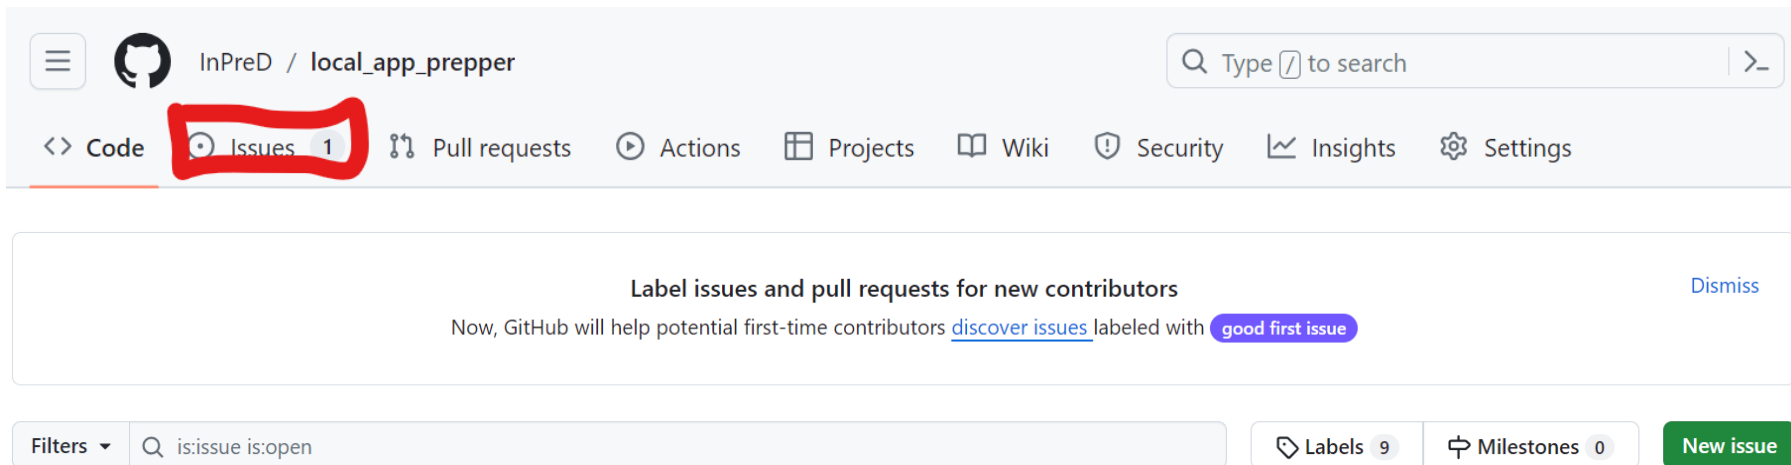 InPreD / local_app_prepper
Type / to search
Code Issues 1 Pull requests Actions Projects Wiki Security Insights Settings
Label issues and pull requests for new contributors
Dismiss
Now, GitHub will help potential first-time contributors discover issues labeled with good first issue
Filters is:issue is:open Labels 9 Milestones 0 New issue